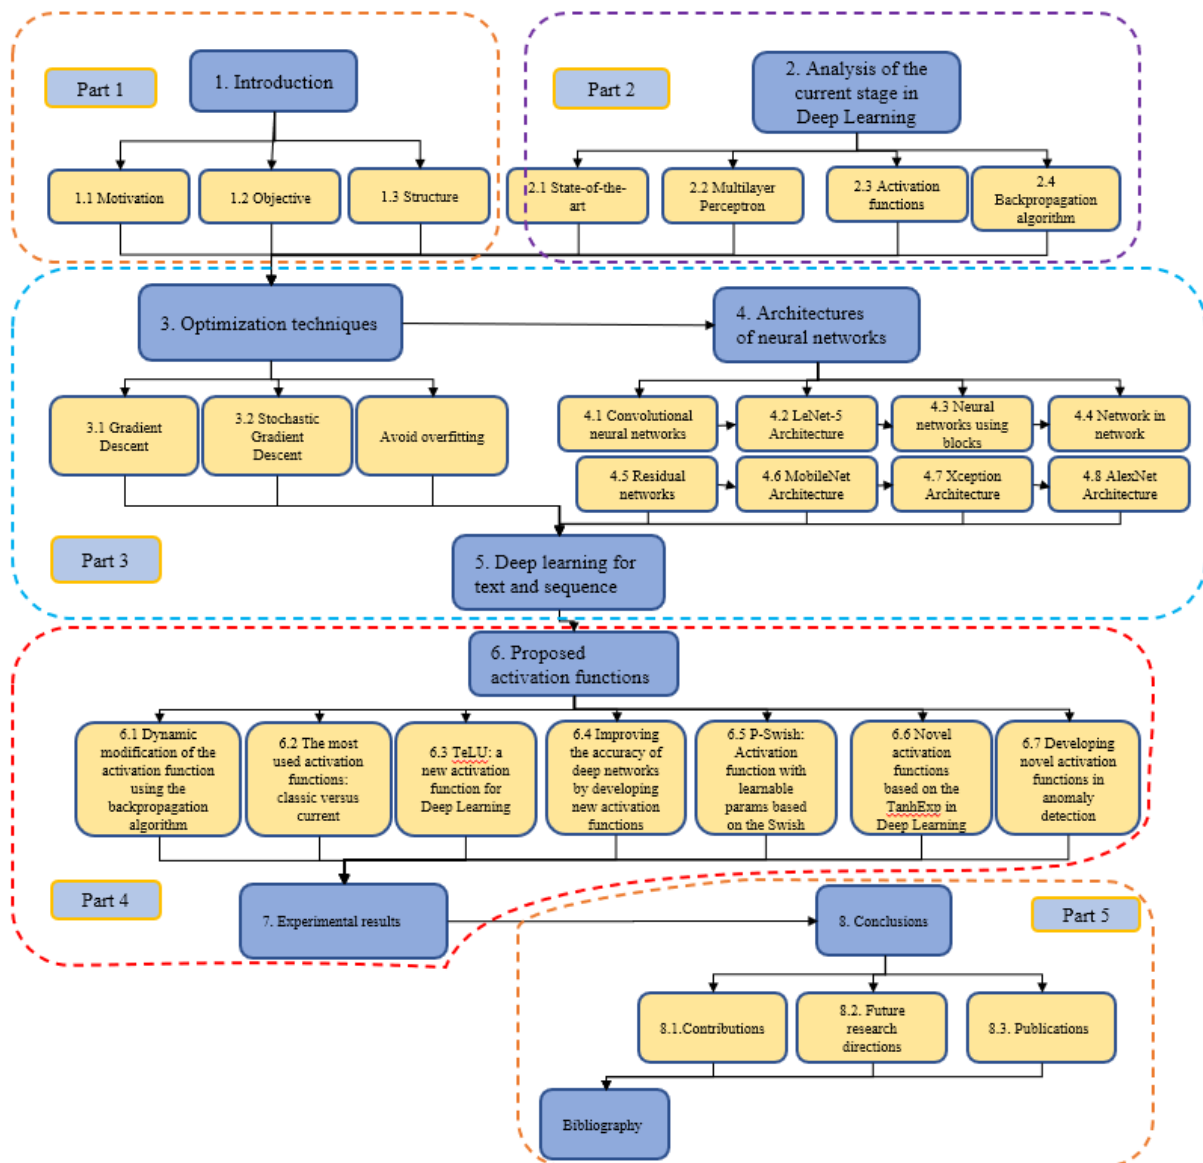 Part 1
1. Introduction
1.1 Motivation
1.2 Objective
1.3 Structure
Part 2
2. Analysis of the
current stage in
Deep Learning
2.1 State-of-the-
art
2.2 Multilayer
Perceptron
2.3 Activation
functions
2.4
Backpropagation
algorithm
3. Optimization techniques
4. Architectures
of neural networks
3.1 Gradient
Descent
3.2 Stochastic
Gradient
Descent
Avoid overfitting
4.1 Convolutional
neural networks
4.2 LeNet-5
Architecture
4.3 Neural
networks using
blocks
4.4 Network in
network
4.5 Residual
networks
4.6 MobileNet
Architecture
4.7 Xception
Architecture
4.8 AlexNet
Architecture
Part 3
5. Deep learning for
text and sequence
6. Proposed
activation functions
6.1 Dynamic
modification of the
activation function
using the
backpropagation
algorithm
6.2 The most
used activation
functions:
classic versus
current
6.3 TeLU: a
new activation
function for
Deep Learning
6.4 Improving
the accuracy of
deep networks
by developing
new activation
functions
6.5 P-Swish:
Activation
function with
learnable
params based
on the Swish
6.6 Novel
activation
functions
based on the
TanhExp in
Deep Learning
6.7 Developing
novel activation
functions in
anomaly
detection
Part 4
7. Experimental results
8. Conclusions
Part 5
8.1.Contributions
8.2. Future
research
directions
8.3. Publications
Bibliography